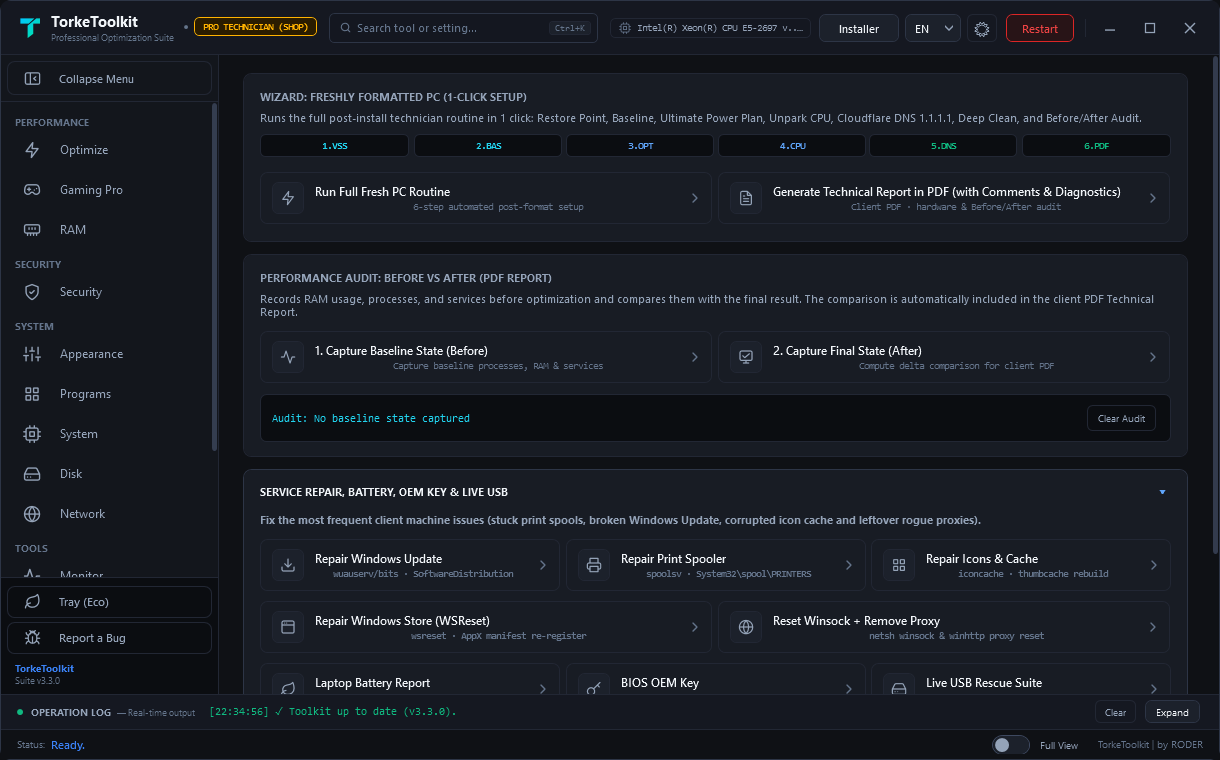 TorkeToolkit
Professional Optimization Suite
PRO TECHNICIAN (SHOP)
Search tool or setting...
Ctrl+K
Intel(R) Xeon(R) CPU E5-2697 v...
Installer
EN
Restart
Collapse Menu
PERFORMANCE
Optimize
Gaming Pro
RAM
SECURITY
Security
SYSTEM
Appearance
Programs
System
Disk
Network
TOOLS
Monitor
Tray (Eco)
Report a Bug
TorkeToolkit
Suite v3.3.0
WIZARD: FRESHLY FORMATTED PC (1-CLICK SETUP)
Runs the full post-install technician routine in 1 click: Restore Point, Baseline, Ultimate Power Plan, Unpark CPU, Cloudflare DNS 1.1.1.1, Deep Clean, and Before/After Audit.
1.VSS
2.BAS
3.OPT
4.CPU
5.DNS
6.PDF
Run Full Fresh PC Routine
6-step automated post-format setup
Generate Technical Report in PDF (with Comments & Diagnostics)
Client PDF · hardware & Before/After audit
PERFORMANCE AUDIT: BEFORE VS AFTER (PDF REPORT)
Records RAM usage, processes, and services before optimization and compares them with the final result. The comparison is automatically included in the client PDF Technical
Report.
1. Capture Baseline State (Before)
Capture baseline processes, RAM & services
2. Capture Final State (After)
Compute delta comparison for client PDF
Audit: No baseline state captured
Clear Audit
SERVICE REPAIR, BATTERY, OEM KEY & LIVE USB
Fix the most frequent client machine issues (stuck print spools, broken Windows Update, corrupted icon cache and leftover rogue proxies).
Repair Windows Update
wuauserv/bits · SoftwareDistribution
Repair Print Spooler
spoolsv · System32\spool\PRINTERS
Repair Icons & Cache
iconcache · thumbcache rebuild
Repair Windows Store (WSReset)
wsreset · AppX manifest re-register
Reset Winsock + Remove Proxy
netsh winsock & winhttp proxy reset
Laptop Battery Report
BIOS OEM Key
Live USB Rescue Suite
OPERATION LOG — Real-time output
[22:34:56] ✓ Toolkit up to date (v3.3.0).
Clear
Expand
Status: Ready.
Full View
TorkeToolkit | by RODER